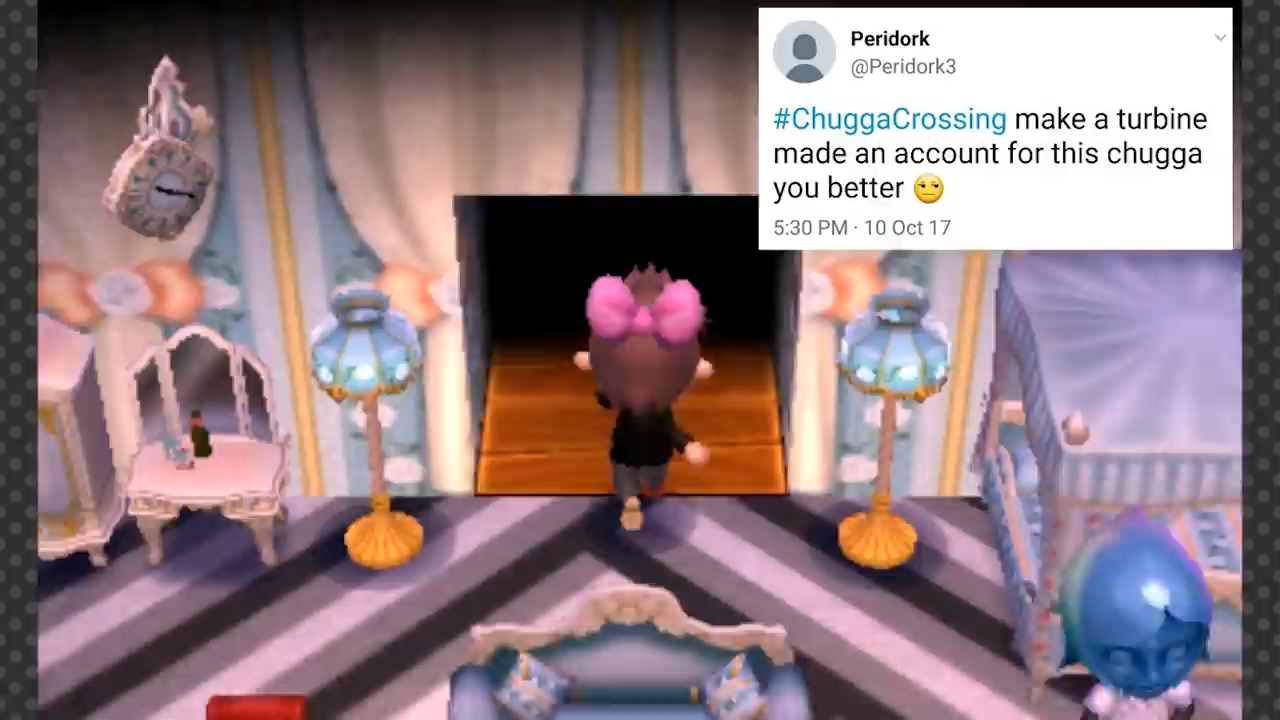 Peridork
@Peridork3
#ChuggaCrossing make a turbine
made an account for this chugga
you better 😒
5:30 PM · 10 Oct 17